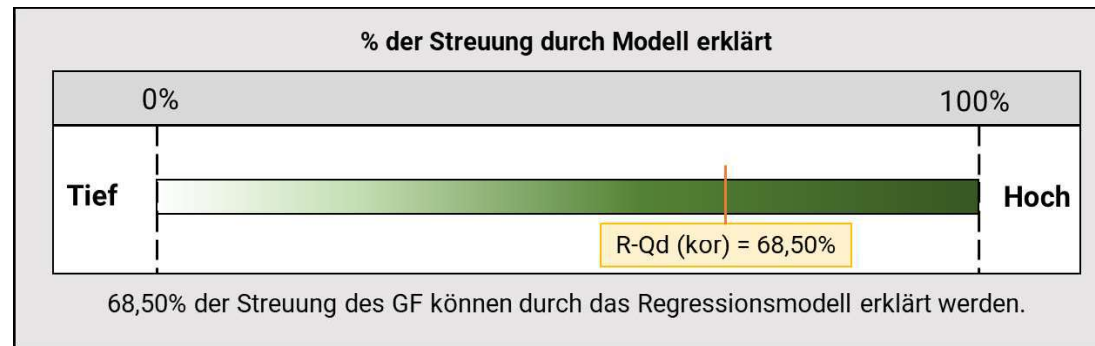 % der Streuung durch Modell erklärt
0% 100%
Tief Hoch
R-Qd (kor) = 68,50%
68,50% der Streuung des GF können durch das Regressionsmodell erklärt werden.